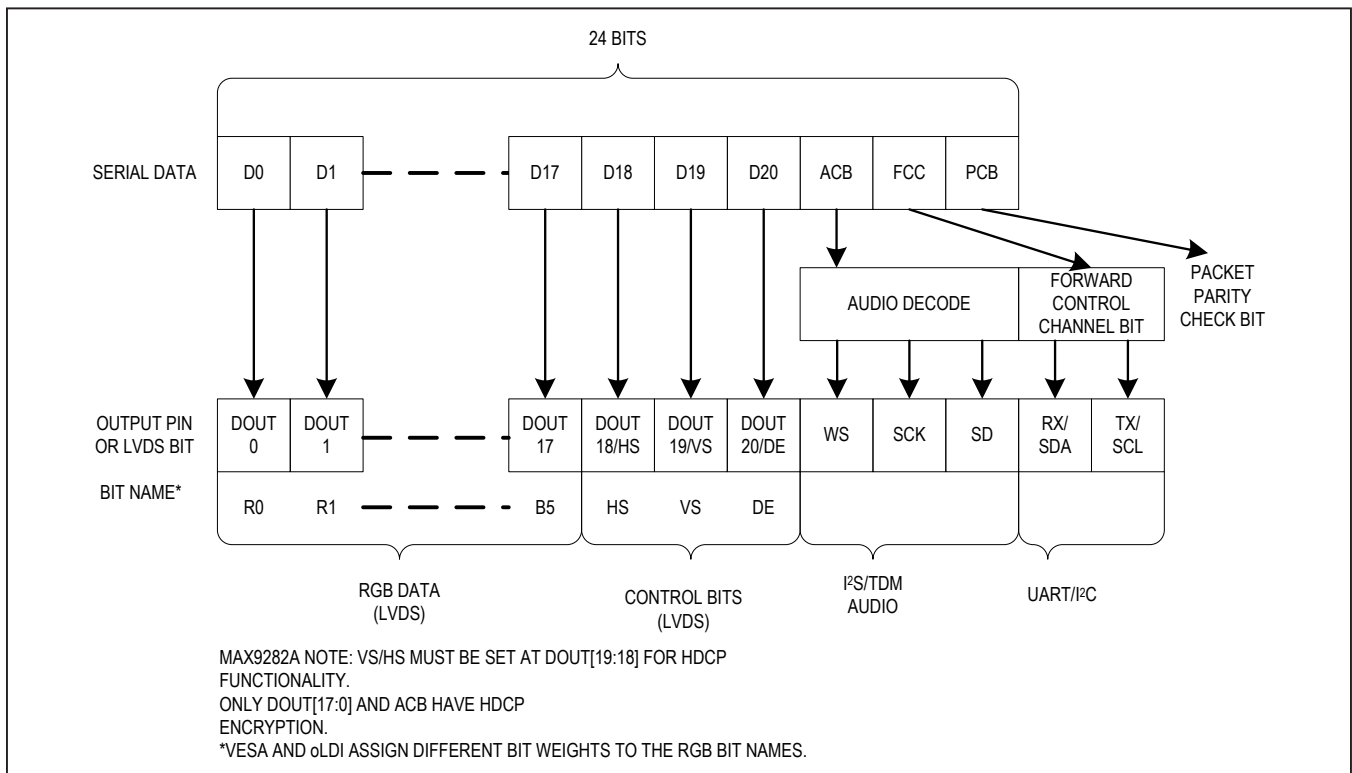 24 BITS
SERIAL DATA D0 D1 D17 D18 D19 D20 ACB FCC PCB
AUDIO DECODE
FORWARD
CONTROL
CHANNEL BIT
PACKET
PARITY
CHECK BIT
OUTPUT PIN
OR LVDS BIT
DOUT
0
DOUT
1
DOUT
17
DOUT
18/HS
DOUT
19/VS
DOUT
20/DE
WS
SCK
SD
RX/
SDA
TX/
SCL
BIT NAME*
R0 R1 B5 HS VS DE
RGB DATA
(LVDS)
CONTROL BITS
(LVDS)
I²S/TDM
AUDIO
UART/I²C
MAX9282A NOTE: VS/HS MUST BE SET AT DOUT[19:18] FOR HDCP
FUNCTIONALITY.
ONLY DOUT[17:0] AND ACB HAVE HDCP
ENCRYPTION.
*VESA AND oLDI ASSIGN DIFFERENT BIT WEIGHTS TO THE RGB BIT NAMES.